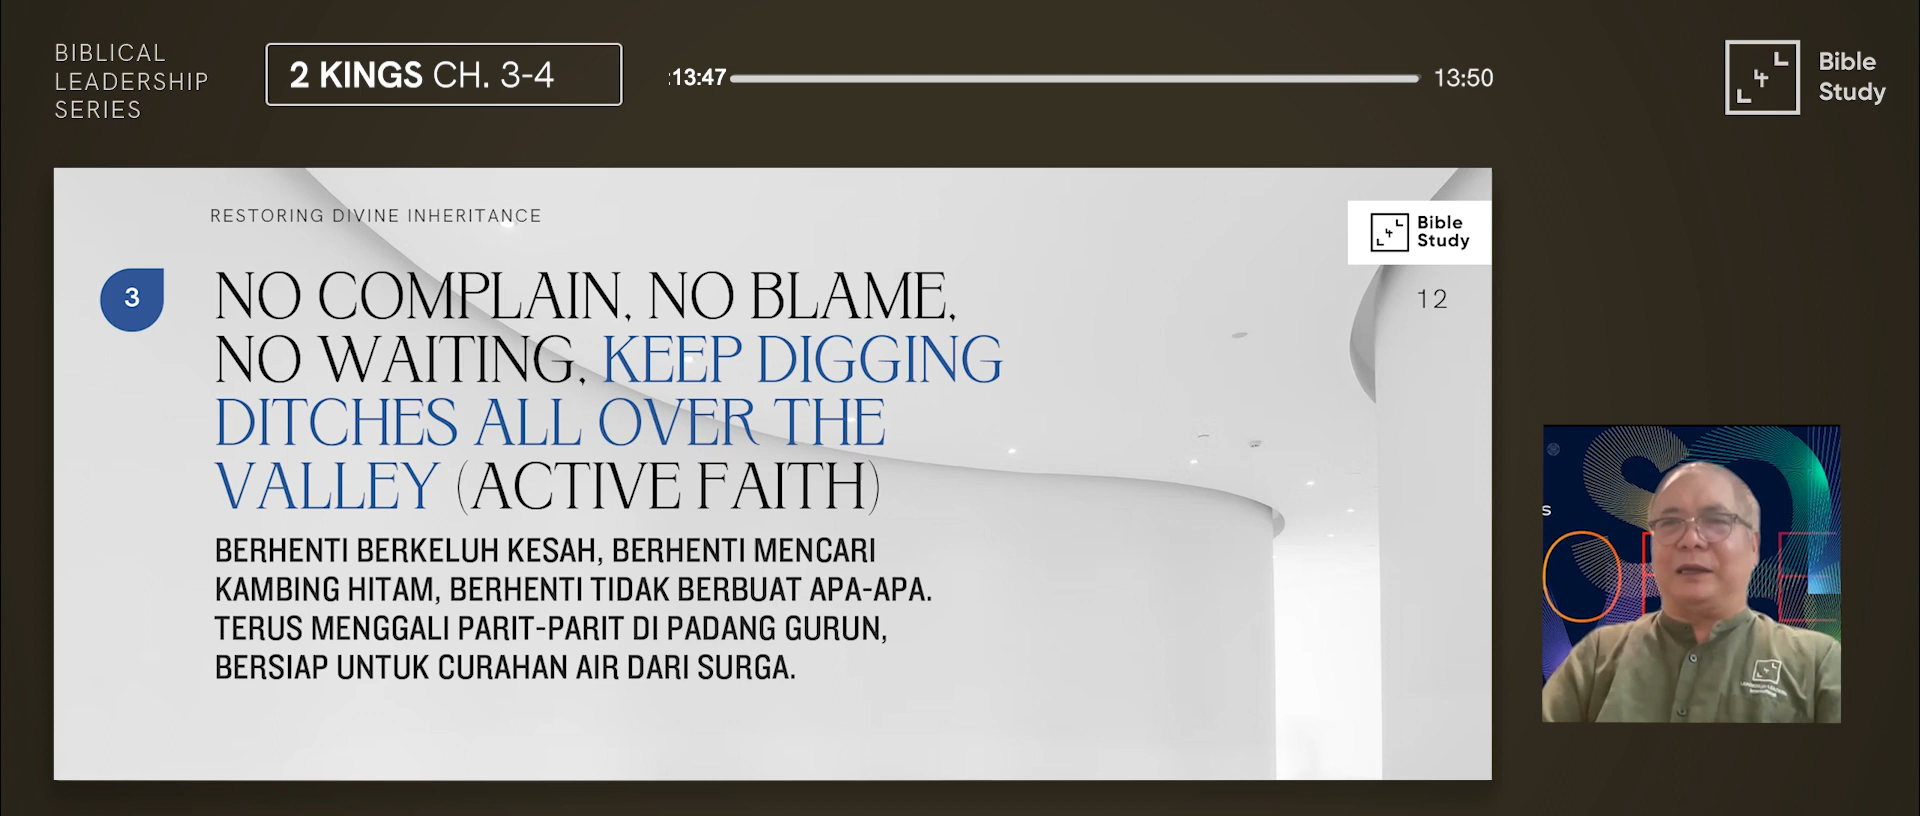 BIBLICAL
LEADERSHIP
SERIES
2 KINGS CH. 3-4
:13:47
13:50
Bible
Study
RESTORING DIVINE INHERITANCE
Bible
Study
12
3
NO COMPLAIN, NO BLAME,
NO WAITING, KEEP DIGGING
DITCHES ALL OVER THE
VALLEY (ACTIVE FAITH)
BERHENTI BERKELUH KESAH, BERHENTI MENCARI
KAMBING HITAM, BERHENTI TIDAK BERBUAT APA-APA.
TERUS MENGGALI PARIT-PARIT DI PADANG GURUN,
BERSIAP UNTUK CURAHAN AIR DARI SURGA.
s